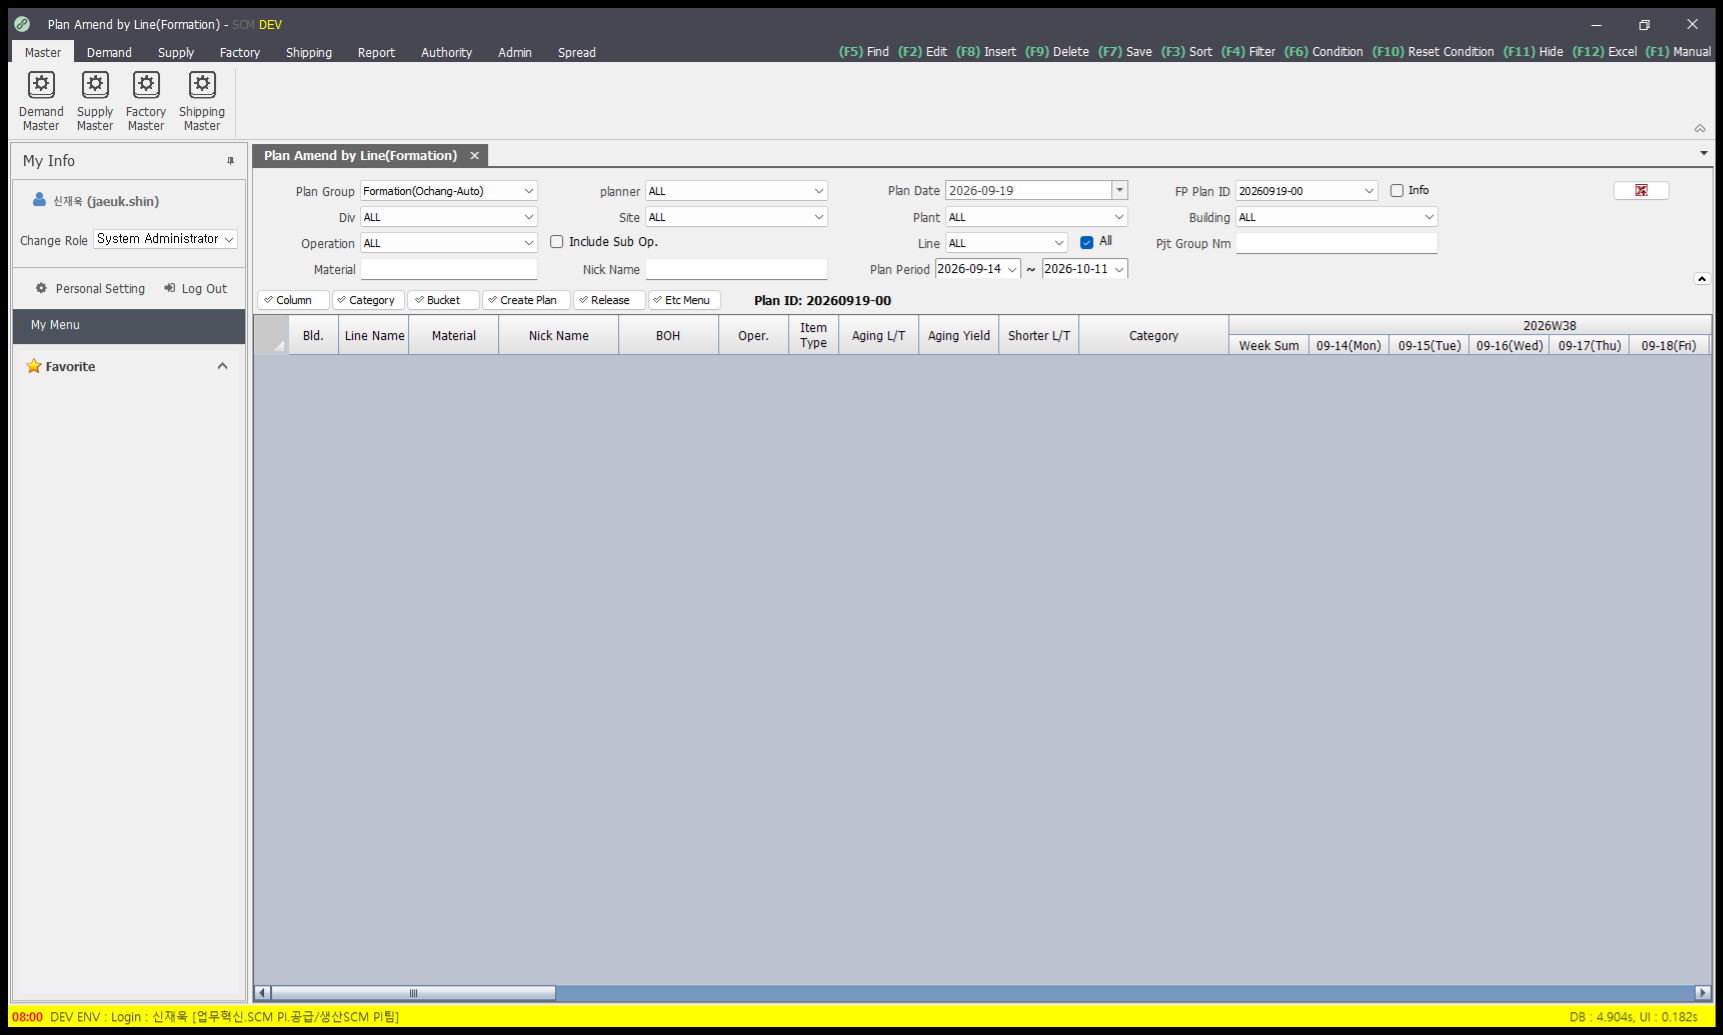 Plan Amend by Line(Formation) - SCM DEV
Master Demand Supply Factory Shipping Report Authority Admin Spread (F5) Find (F2) Edit (F8) Insert (F9) Delete (F7) Save (F3) Sort (F4) Filter (F6) Condition (F10) Reset Condition (F11) Hide (F12) Excel (F1) Manual
Demand Master
Supply Master
Factory Master
Shipping Master
My Info
신재욱 (jaeuk.shin)
Change Role System Administrator
Personal Setting Log Out
My Menu
Favorite
Plan Amend by Line(Formation)
Plan Group Formation(Ochang-Auto) planner ALL Plan Date 2026-09-19 FP Plan ID 20260919-00 Info
Div ALL Site ALL Plant ALL Building ALL
Operation ALL Include Sub Op. Line ALL All Pjt Group Nm
Material Nick Name Plan Period 2026-09-14 ~ 2026-10-11
Column Category Bucket Create Plan Release Etc Menu Plan ID: 20260919-00
Bld. Line Name Material Nick Name BOH Oper. Item Type Aging L/T Aging Yield Shorter L/T Category 2026W38
Week Sum 09-14(Mon) 09-15(Tue) 09-16(Wed) 09-17(Thu) 09-18(Fri)
08:00 DEV ENV : Login : 신재욱 [업무혁신.SCM PI.공급/생산SCM PI팀] DB : 4.904s, UI : 0.182s